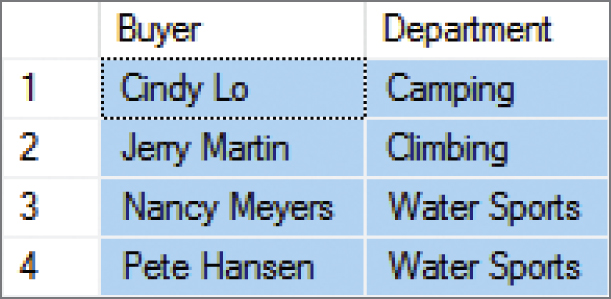 Buyer Department
1 Cindy Lo Camping
2 Jerry Martin Climbing
3 Nancy Meyers Water Sports
4 Pete Hansen Water Sports